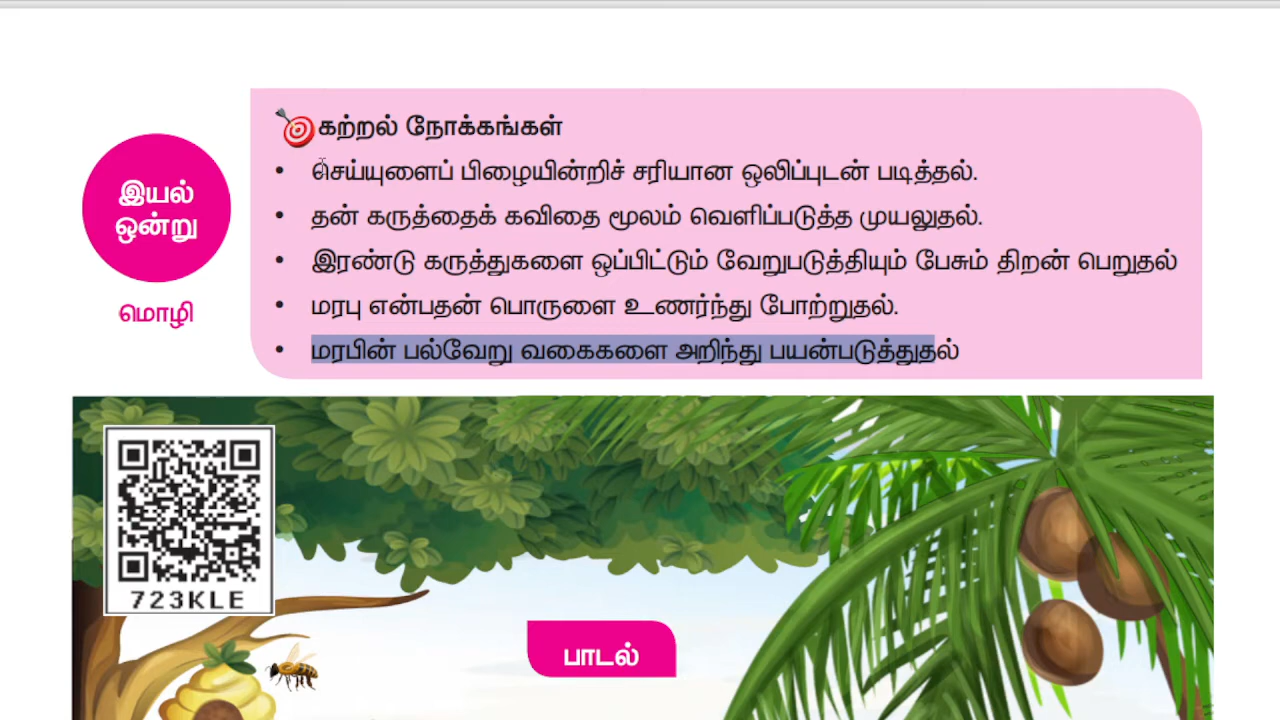 இயல்
ஒன்று
மொழி
கற்றல் நோக்கங்கள்
• செய்யுளைப் பிழையின்றிச் சரியான ஒலிப்புடன் படித்தல்.
• தன் கருத்தைக் கவிதை மூலம் வெளிப்படுத்த முயலுதல்.
• இரண்டு கருத்துகளை ஒப்பிட்டும் வேறுபடுத்தியும் பேசும் திறன் பெறுதல்
• மரபு என்பதன் பொருளை உணர்ந்து போற்றுதல்.
• மரபின் பல்வேறு வகைகளை அறிந்து பயன்படுத்துதல்
723KLE
பாடல்